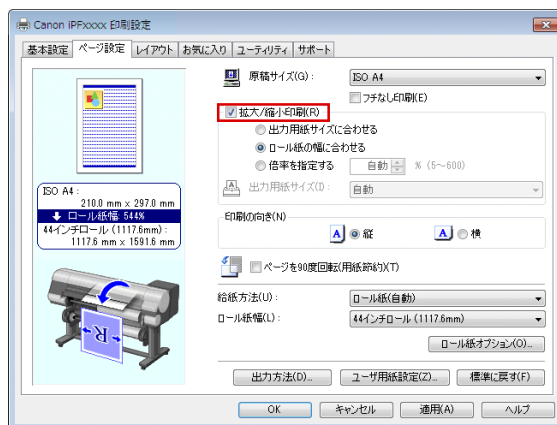 Canon iPFxxxx 印刷設定
基本設定 ページ設定 レイアウト お気に入り ユーティリティ サポート
原稿サイズ(G): ISO A4
フチなし印刷(E)
拡大/縮小印刷(R)
出力用紙サイズに合わせる
ロール紙の幅に合わせる
倍率を指定する 自動 % (5~600)
A 出力用紙サイズ(I): 自動
ISO A4 :
210.0 mm x 297.0 mm
ロール紙幅: 544%
44インチロール (1117.6mm) :
1117.6 mm x 1591.6 mm
印刷の向き(N)
A 縦 A 横
ページを90度回転(用紙節約)(T)
給紙方法(U): ロール紙(自動)
ロール紙幅(L): 44インチロール (1117.6mm)
R
ロール紙オプション(O)...
出力方法(D)... ユーザ用紙設定(Z)... 標準に戻す(F)
OK キャンセル 適用(A) ヘルプ